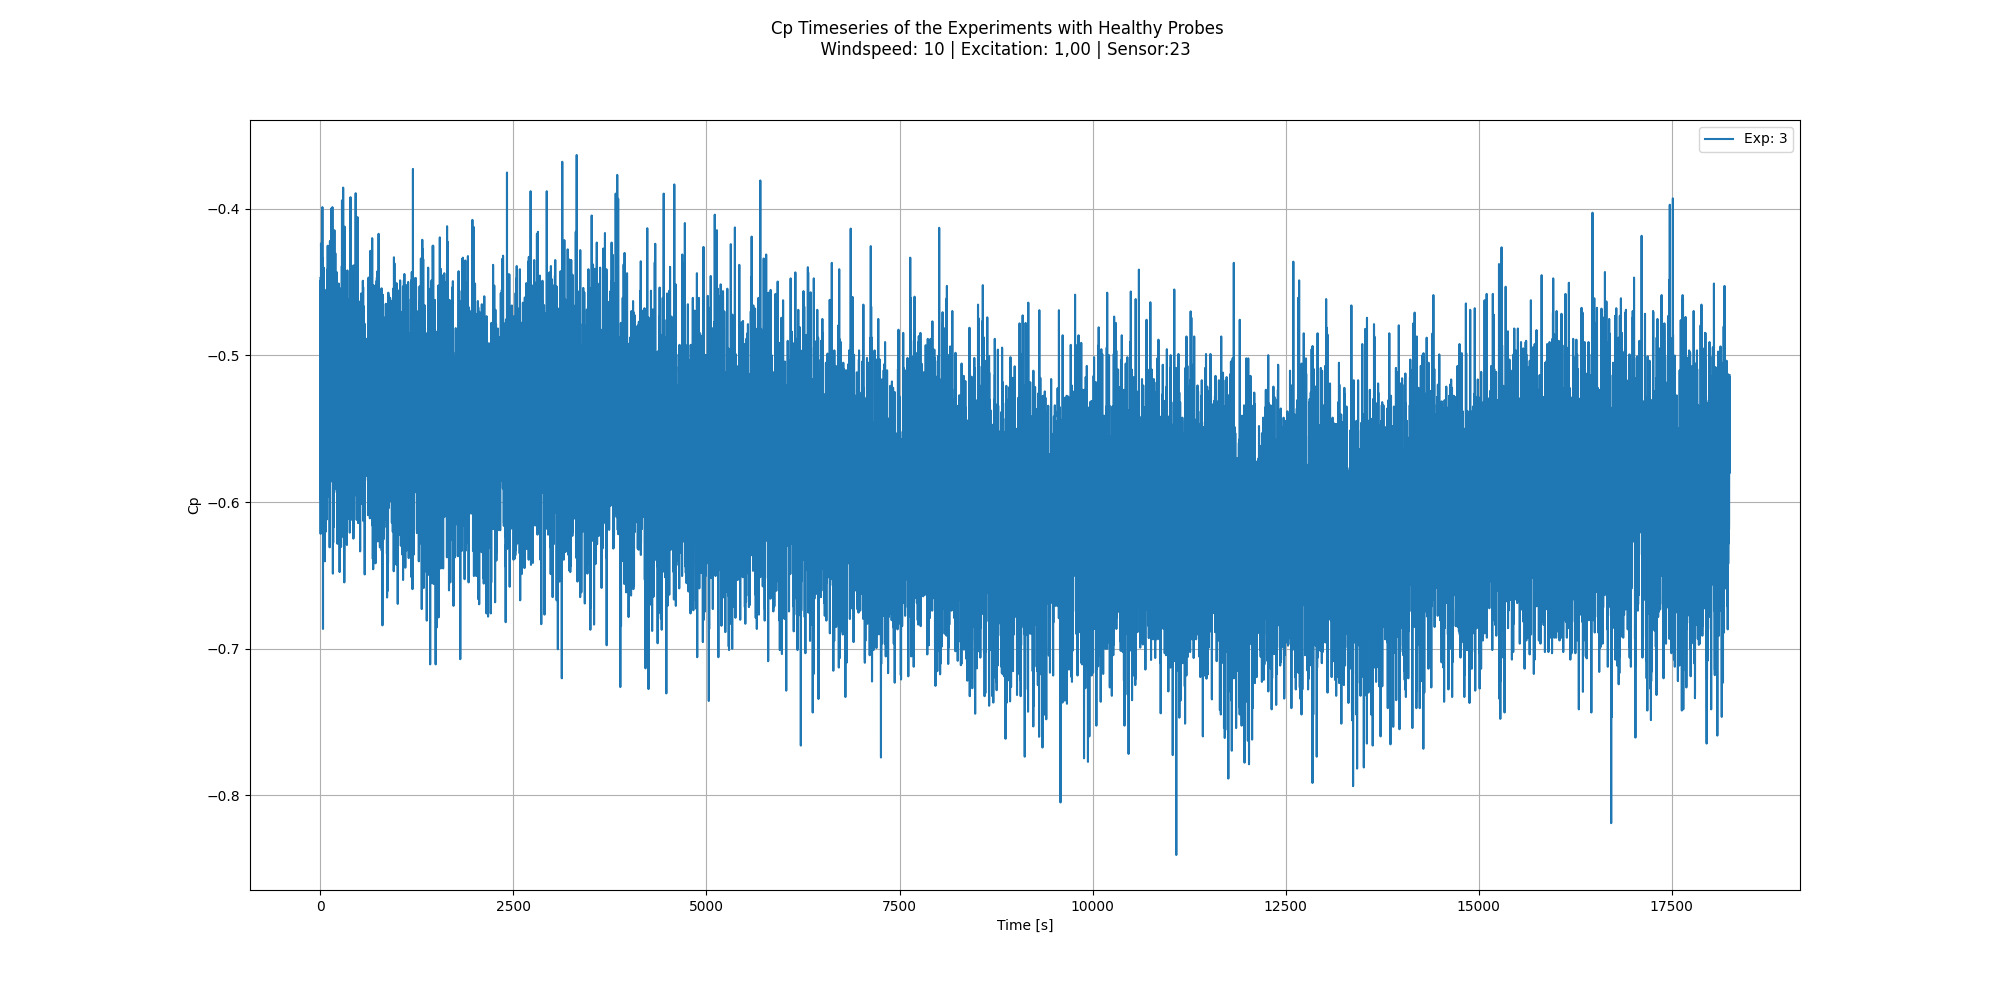 Cp Timeseries of the Experiments with Healthy Probes
Windspeed: 10 | Excitation: 1,00 | Sensor:23
Exp: 3
−0.4
−0.5
−0.6
−0.7
−0.8
Cp
0
2500
5000
7500
10000
12500
15000
17500
Time [s]